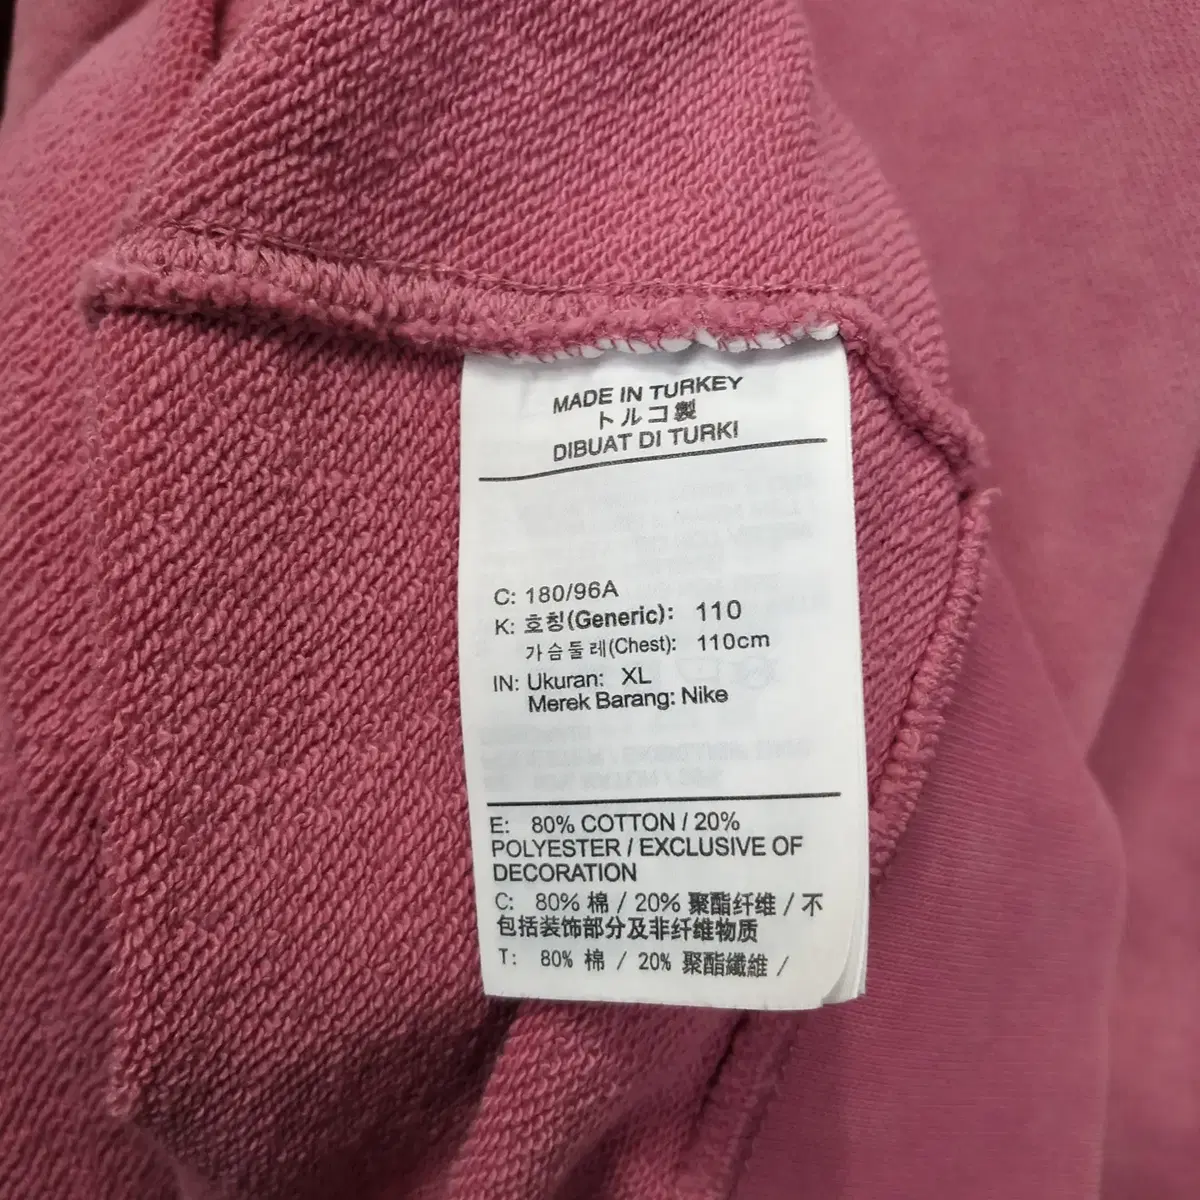 MADE IN TURKEY
トルコ製
DIBUAT DI TURKI
C: 180/96A
K: 호칭(Generic): 110
가슴둘레(Chest): 110cm
IN: Ukuran: XL
Merek Barang: Nike
E: 80% COTTON / 20%
POLYESTER / EXCLUSIVE OF
DECORATION
C: 80% 棉 / 20% 聚酯纤维 / 不
包括装饰部分及非纤维物质
T: 80% 棉 / 20% 聚酯纖維 /